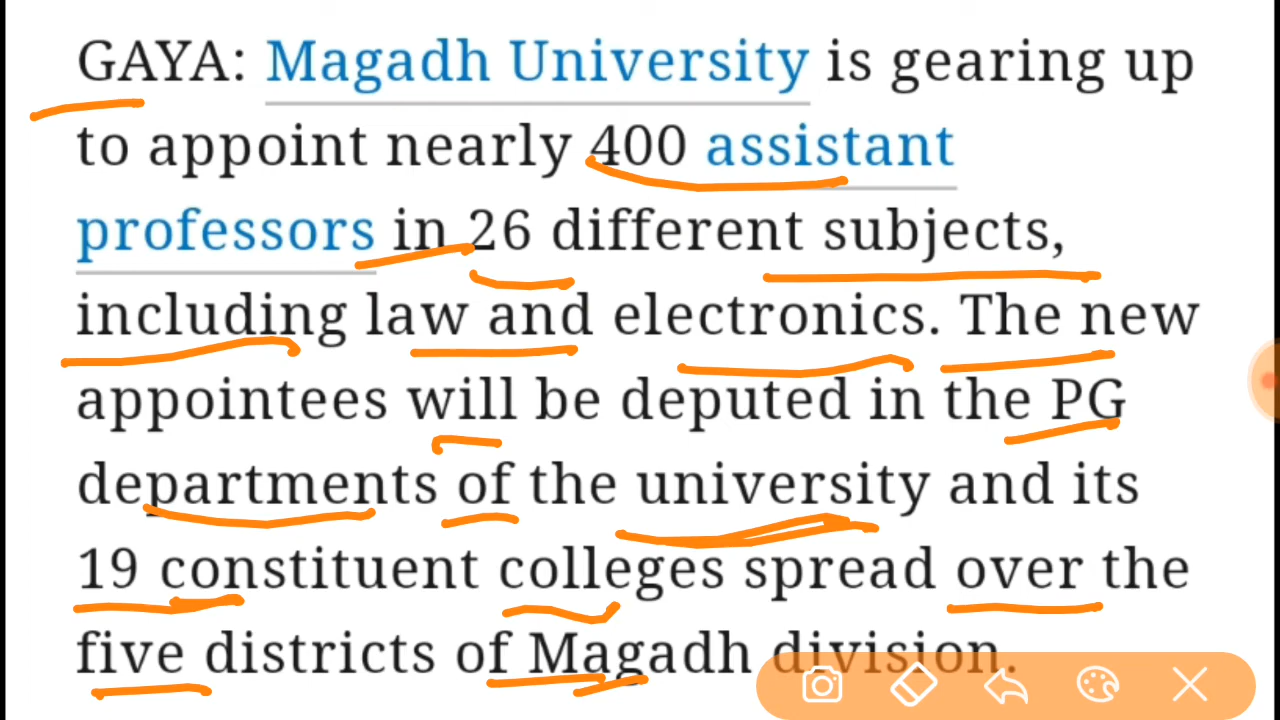 GAYA: Magadh University is gearing up
to appoint nearly 400 assistant
professors in 26 different subjects,
including law and electronics. The new
appointees will be deputed in the PG
departments of the university and its
19 constituent colleges spread over the
five districts of Magadh division.